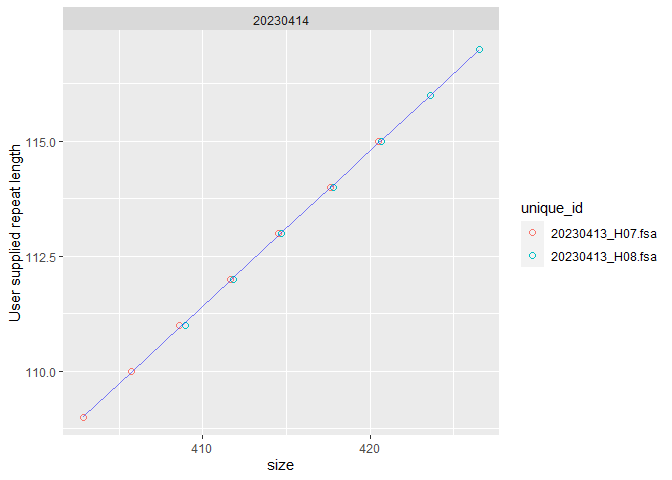 20230414
User supplied repeat length
115.0
112.5
110.0
410
420
size
unique_id
20230413_H07.fsa
20230413_H08.fsa